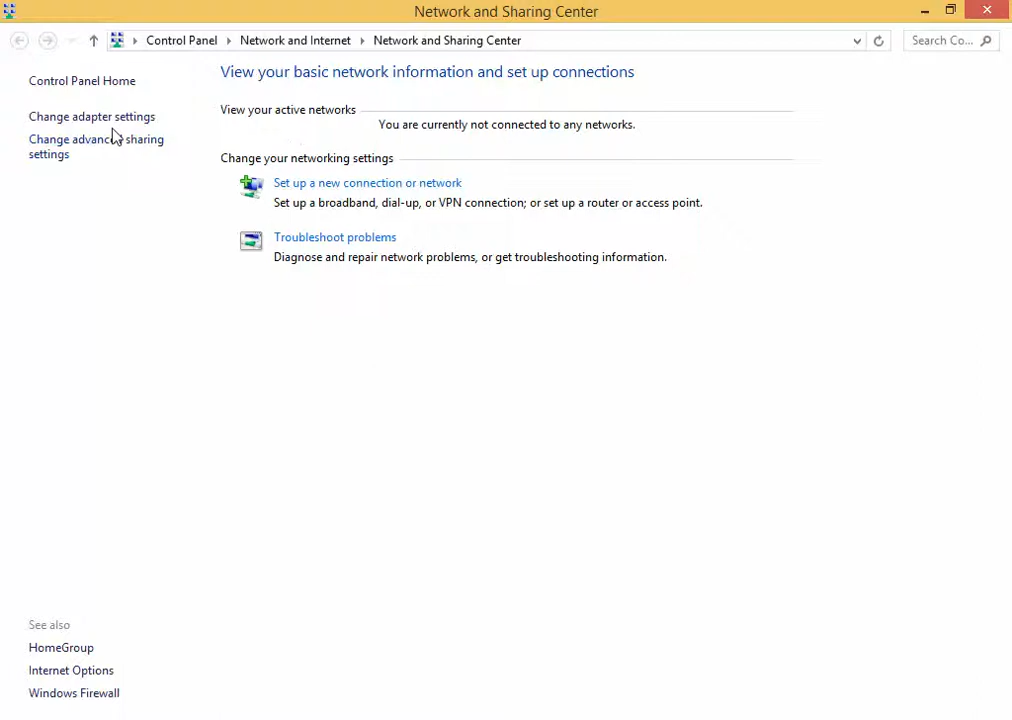 Network and Sharing Center
Control Panel Network and Internet Network and Sharing Center
Search Co...
Control Panel Home
Change adapter settings
Change advanced sharing
settings
View your basic network information and set up connections
View your active networks
You are currently not connected to any networks.
Change your networking settings
Set up a new connection or network
Set up a broadband, dial-up, or VPN connection; or set up a router or access point.
Troubleshoot problems
Diagnose and repair network problems, or get troubleshooting information.
See also
HomeGroup
Internet Options
Windows Firewall